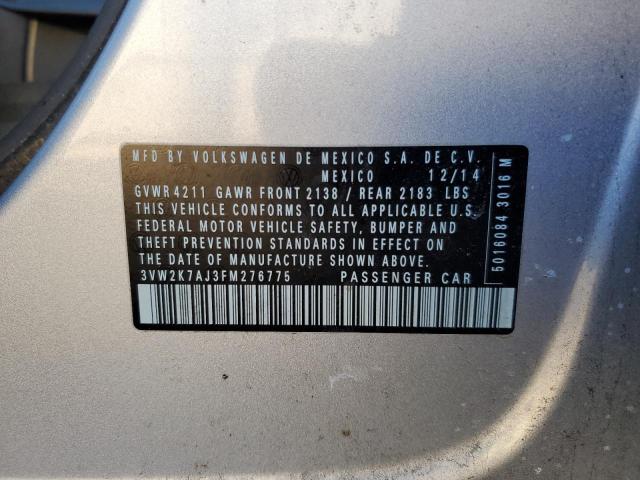 MFD BY VOLKSWAGEN DE MEXICO S.A. DE C.V.
MEXICO 12/14
GVWR 4211 GAWR FRONT 2138 / REAR 2183 LBS
THIS VEHICLE CONFORMS TO ALL APPLICABLE U.S.
FEDERAL MOTOR VEHICLE SAFETY, BUMPER AND
THEFT PREVENTION STANDARDS IN EFFECT ON
THE DATE OF MANUFACTURE SHOWN ABOVE.
3VW2K7AJ3FM276775 PASSENGER CAR
5016084 3016 M